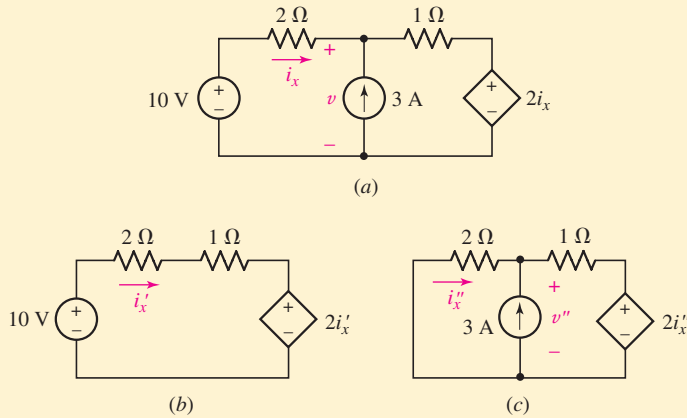 2 Ω
1 Ω
+
i_x
10 V
+
−
v
3 A
+
−
2i_x
−
(a)
2 Ω
1 Ω
i_x′
10 V
+
−
+
−
2i_x′
(b)
2 Ω
1 Ω
i_x″
+
3 A
v″
−
+
−
2i_x″
(c)